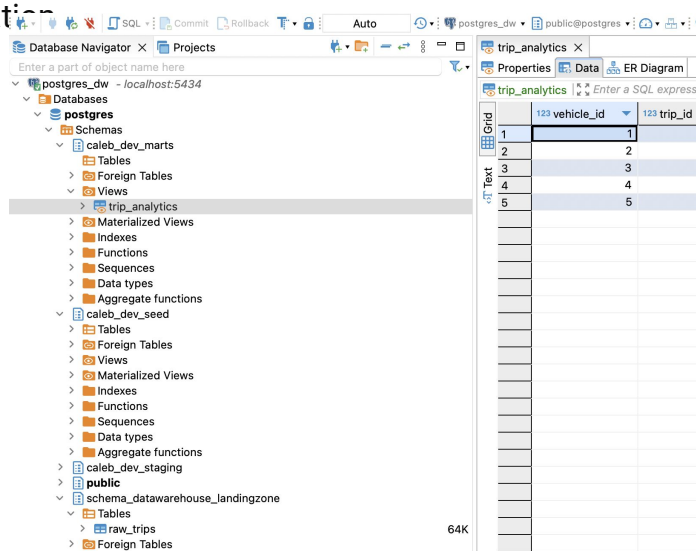 tion
SQL Commit Rollback T Auto postgres_dw public@postgres
Database Navigator Projects
Enter a part of object name here
postgres_dw - localhost:5434
Databases
postgres
Schemas
caleb_dev_marts
Tables
Foreign Tables
Views
trip_analytics
Materialized Views
Indexes
Functions
Sequences
Data types
Aggregate functions
caleb_dev_seed
Tables
Foreign Tables
Views
Materialized Views
Indexes
Functions
Sequences
Data types
Aggregate functions
caleb_dev_staging
public
schema_datawarehouse_landingzone
Tables
raw_trips 64K
Foreign Tables
trip_analytics
Properties Data ER Diagram
trip_analytics Enter a SQL express
Grid
Text
123 vehicle_id 123 trip_id
1 1
2 2
3 3
4 4
5 5